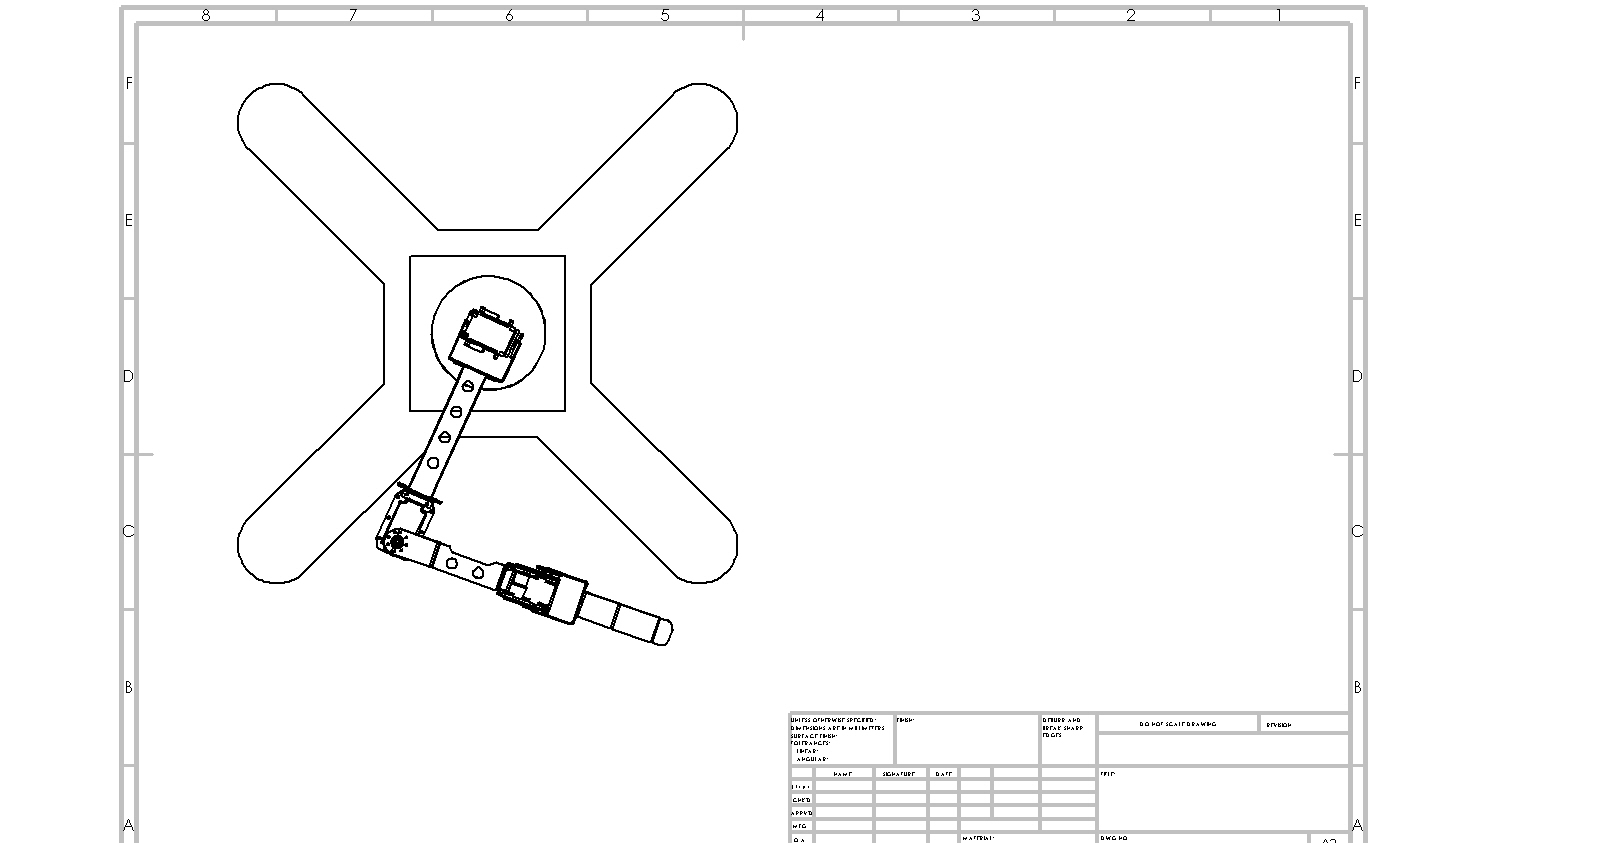 8 7 6 5 4 3 2 1
F F
E E
D D
C C
B B
UNLESS OTHERWISE SPECIFIED: FINISH: DEBURR AND DO NOT SCALE DRAWING REVISION
DIMENSIONS ARE IN MILLIMETERS BREAK SHARP
SURFACE FINISH: EDGES
TOLERANCES:
LINEAR:
ANGULAR:
NAME SIGNATURE DATE TITLE:
CHK'D
APPV'D
MFG
A A
Q.A MATERIAL: DWG NO.